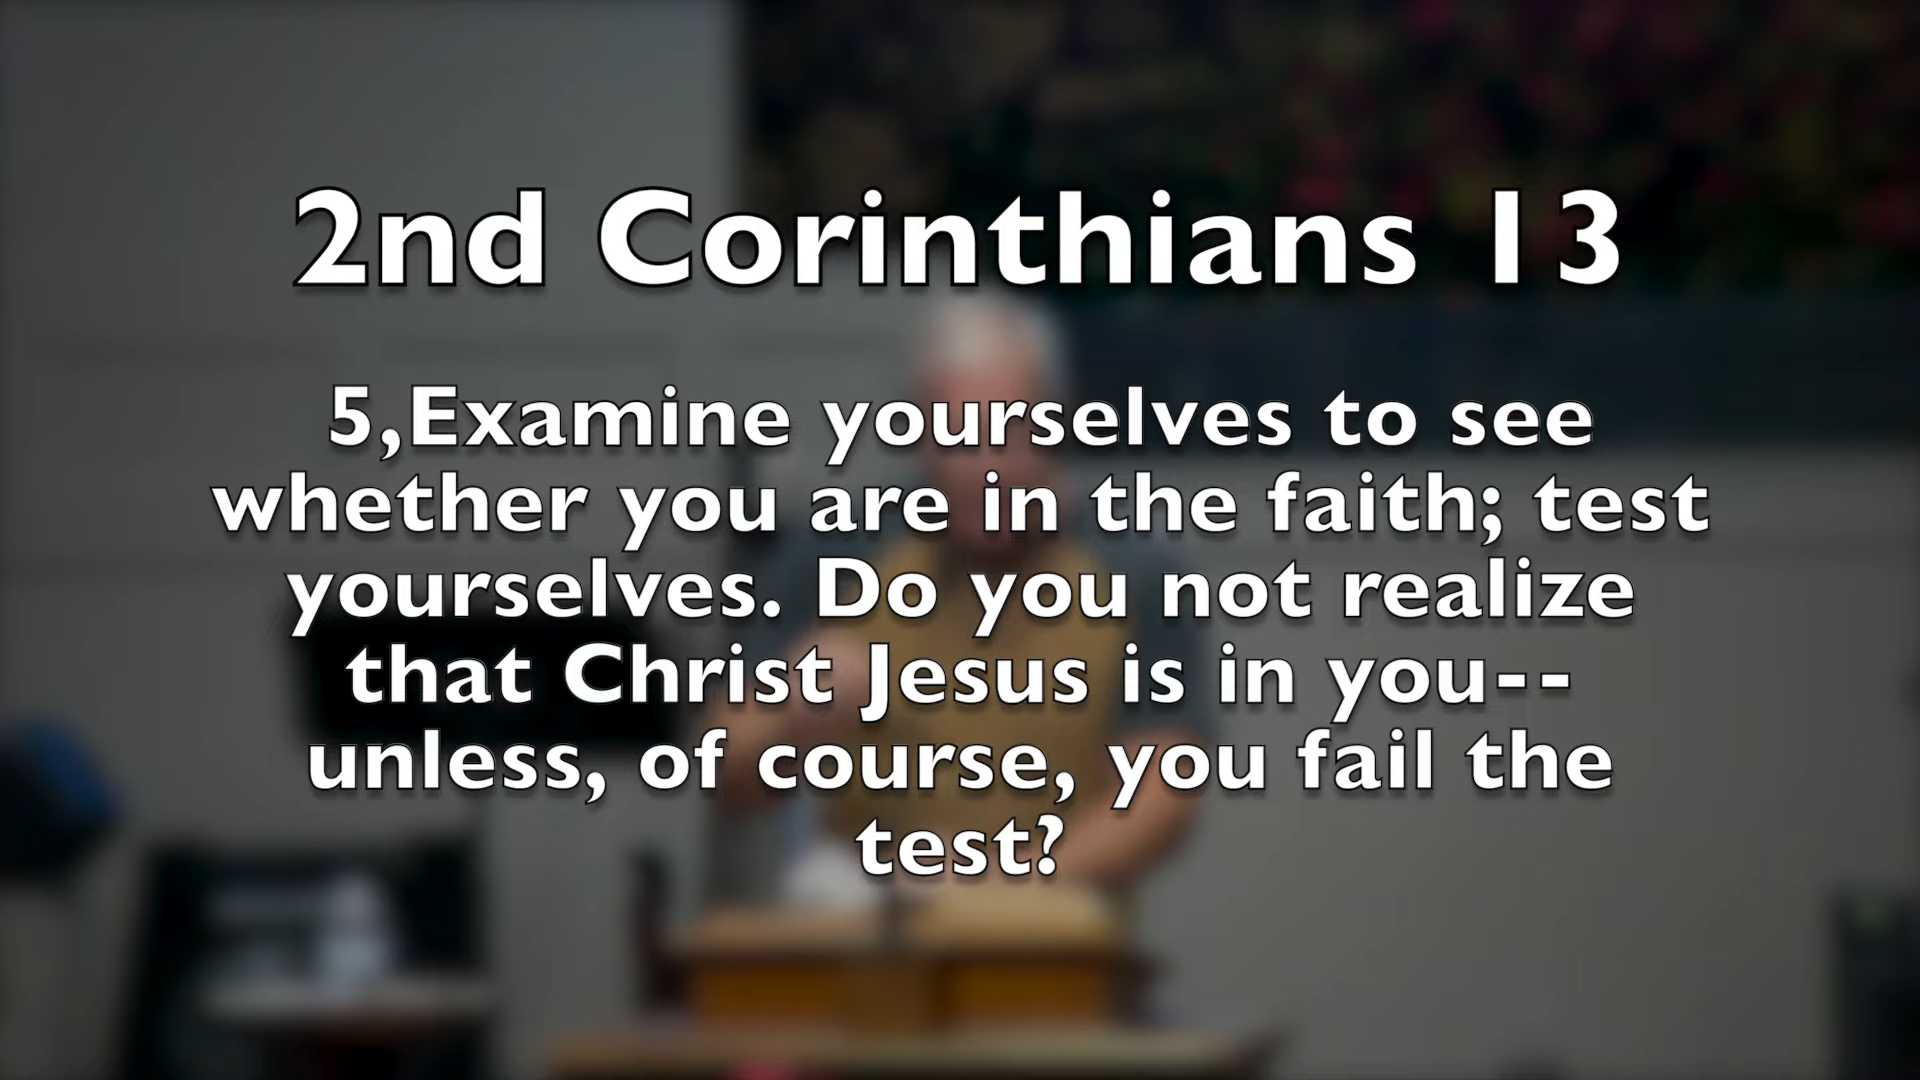 2nd Corinthians 13
5,Examine yourselves to see
whether you are in the faith; test
yourselves. Do you not realize
that Christ Jesus is in you--
unless, of course, you fail the
test?